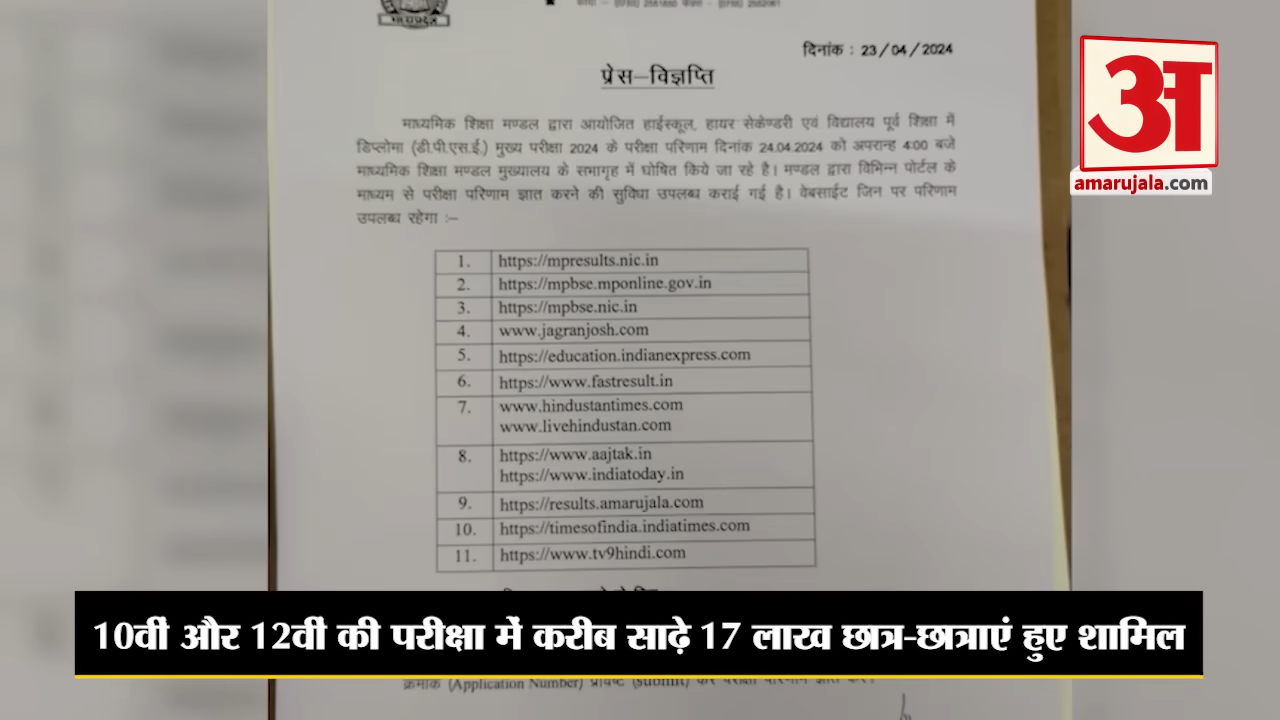 मध्यप्रदेश
दिनांक : 23/04/2024
अ
amarujala.com
प्रेस–विज्ञप्ति
माध्यमिक शिक्षा मण्डल द्वारा आयोजित हाईस्कूल, हायर सेकेण्डरी एवं विद्यालय पूर्व शिक्षा में
डिप्लोमा (डी.पी.एस.ई.) मुख्य परीक्षा 2024 के परीक्षा परिणाम दिनांक 24.04.2024 को अपरान्ह 4:00 बजे
माध्यमिक शिक्षा मण्डल मुख्यालय के सभागृह में घोषित किये जा रहे है। मण्डल द्वारा विभिन्न पोर्टल के
माध्यम से परीक्षा परिणाम ज्ञात करने की सुविधा उपलब्ध कराई गई है। वेबसाईट जिन पर परिणाम
उपलब्ध रहेगा :–
1. https://mpresults.nic.in
2. https://mpbse.mponline.gov.in
3. https://mpbse.nic.in
4. www.jagranjosh.com
5. https://education.indianexpress.com
6. https://www.fastresult.in
7. www.hindustantimes.com
www.livehindustan.com
8. https://www.aajtak.in
https://www.indiatoday.in
9. https://results.amarujala.com
10. https://timesofindia.indiatimes.com
11. https://www.tv9hindi.com
10वीं और 12वीं की परीक्षा में करीब साढ़े 17 लाख छात्र-छात्राएं हुए शामिल
(Application Number) (submit)